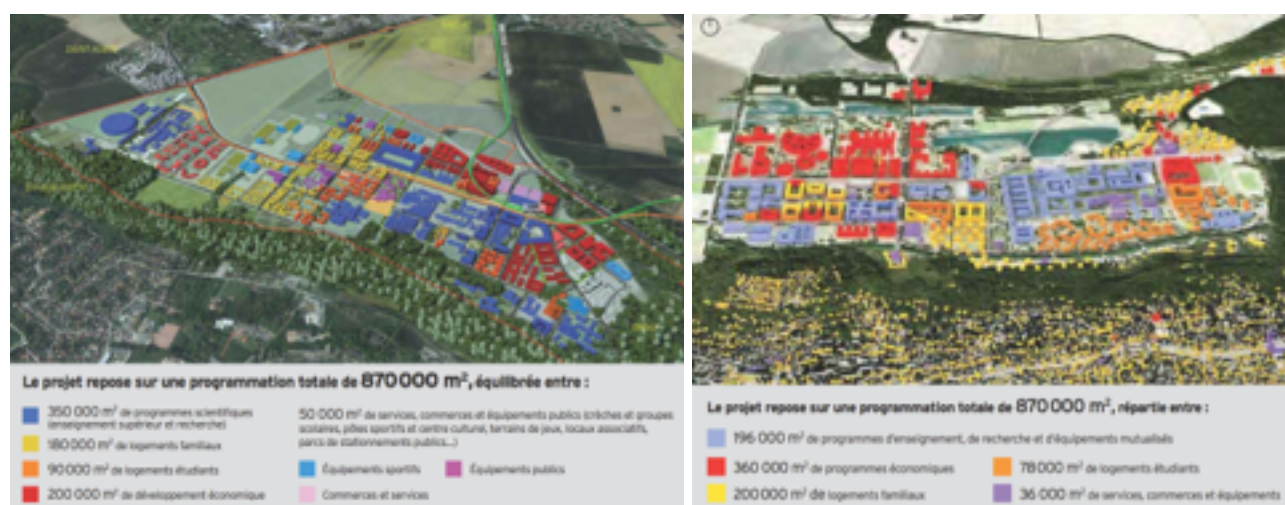 Le projet repose sur une programmation totale de 870 000 m², équilibrée entre :
350 000 m² de programmes scientifiques
(enseignement supérieur et recherche)
180 000 m² de logements familiaux
90 000 m² de logements étudiants
200 000 m² de développement économique
50 000 m² de services, commerces et équipements publics (crèches et groupes
scolaires, pôles sportifs et centre culturel, terrains de jeux, locaux associatifs,
parcs de stationnements publics...)
Équipements sportifs
Équipements publics
Commerces et services
Le projet repose sur une programmation totale de 870 000 m², répartie entre :
196 000 m² de programmes d'enseignement, de recherche et d'équipements mutualisés
360 000 m² de programmes économiques
200 000 m² de logements familiaux
78 000 m² de logements étudiants
36 000 m² de services, commerces et équipements